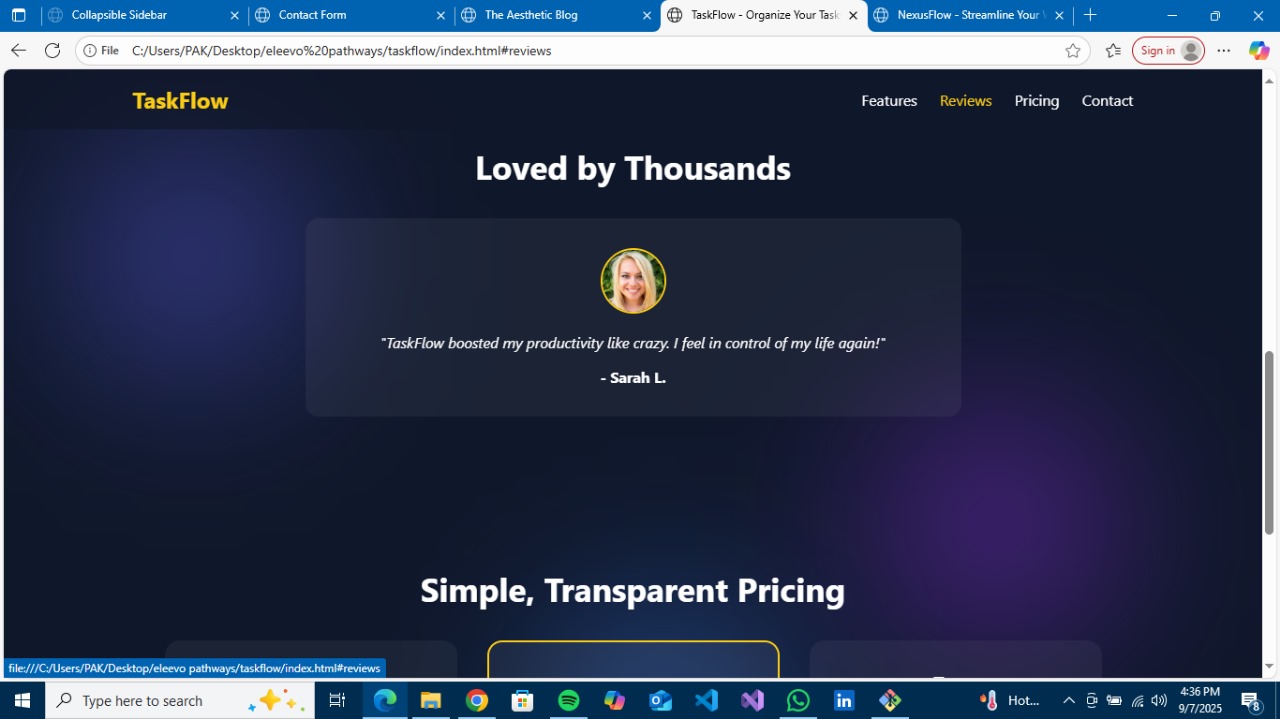 Collapsible Sidebar
Contact Form
The Aesthetic Blog
TaskFlow - Organize Your Task
NexusFlow - Streamline Your
File
C:/Users/PAK/Desktop/eleevo%20pathways/taskflow/index.html#reviews
Sign in
TaskFlow
Features
Reviews
Pricing
Contact
Loved by Thousands
"TaskFlow boosted my productivity like crazy. I feel in control of my life again!"
- Sarah L.
Simple, Transparent Pricing
file:///C:/Users/PAK/Desktop/eleevo pathways/taskflow/index.html#reviews
Type here to search
Hot...
4:36 PM
9/7/2025
8